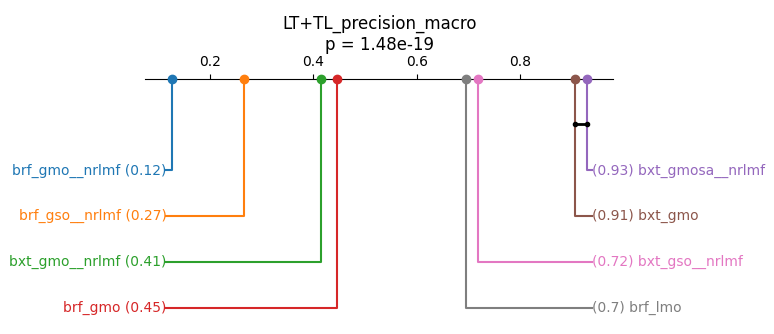 LT+TL_precision_macro
p = 1.48e-19
0.2 0.4 0.6 0.8
brf_gmo__nrlmf (0.12) (0.93) bxt_gmosa__nrlmf
brf_gso__nrlmf (0.27) (0.91) bxt_gmo
bxt_gmo__nrlmf (0.41) (0.72) bxt_gso__nrlmf
brf_gmo (0.45) (0.7) brf_lmo